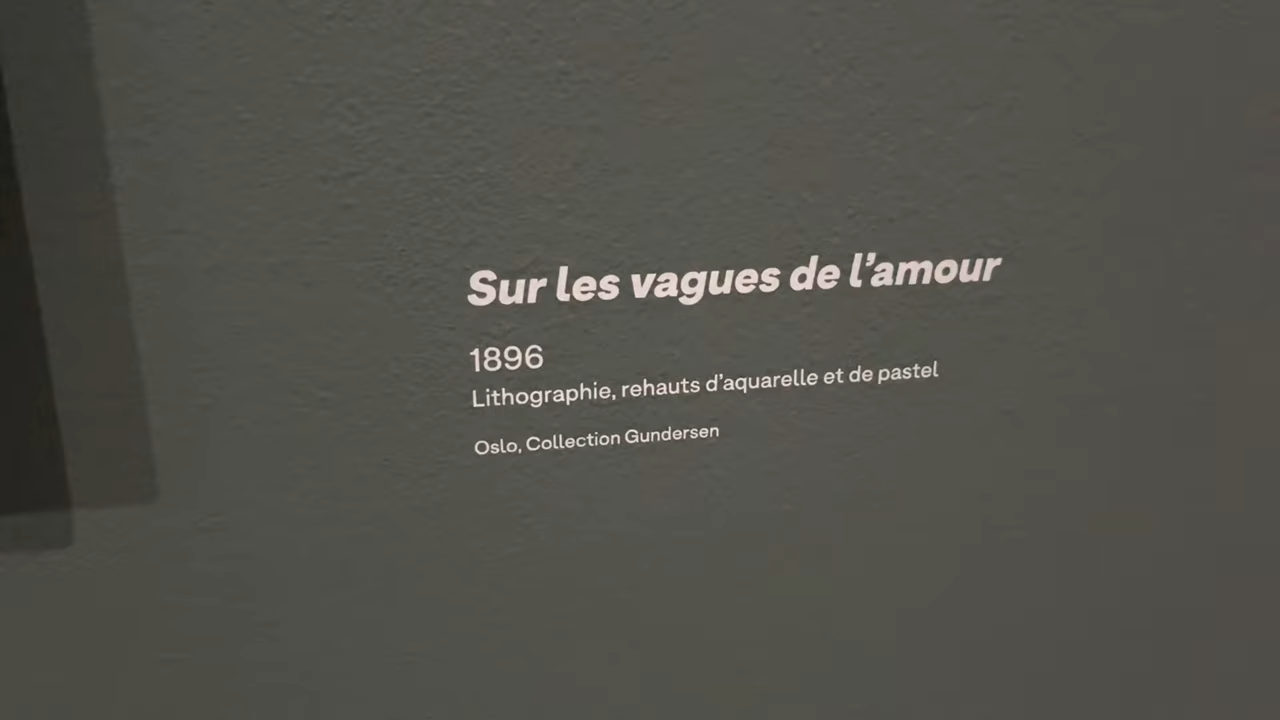 Sur les vagues de l’amour
1896
Lithographie, rehauts d’aquarelle et de pastel
Oslo, Collection Gundersen